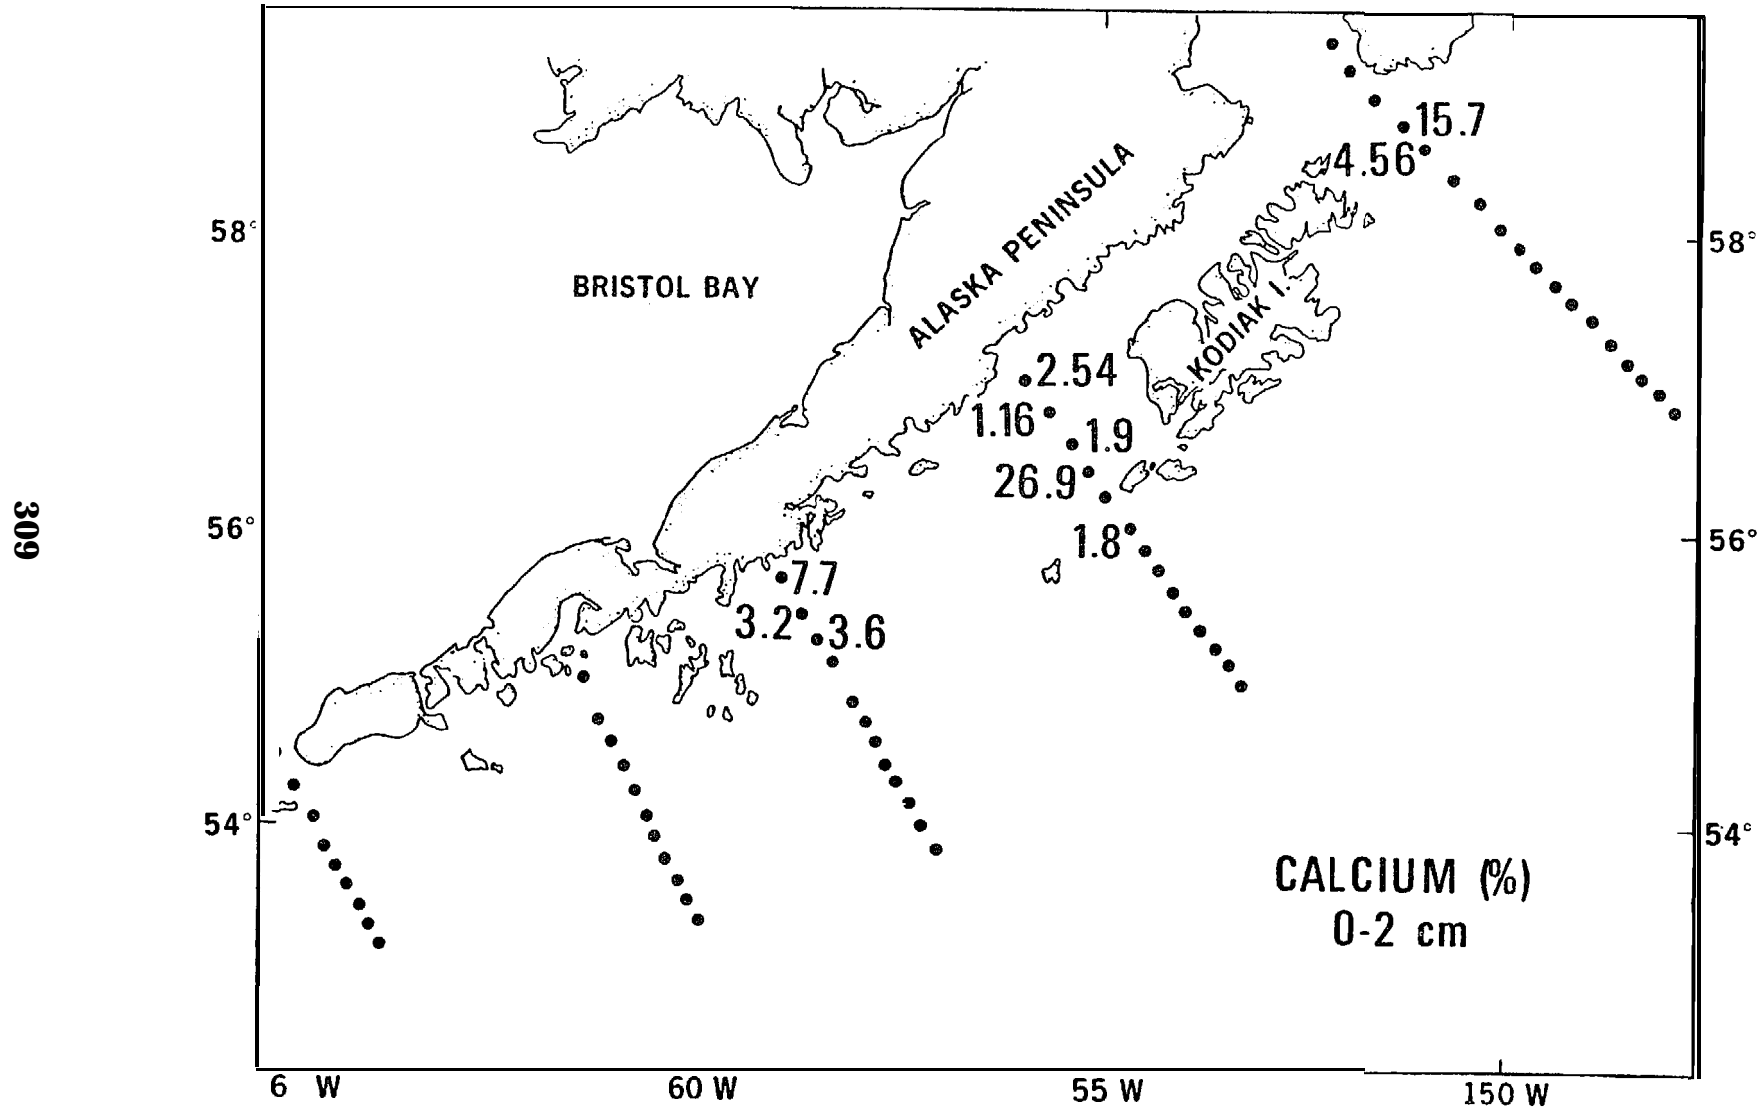 15.7
4.56
ALASKA PENINSULA
58°
58°
BRISTOL BAY
KODIAK I.
2.54
1.16
1.9
26.9
309
56°
56°
1.8
7.7
3.2
3.6
54°
54°
CALCIUM (%)
0-2 cm
6 W
60 W
55 W
150 W